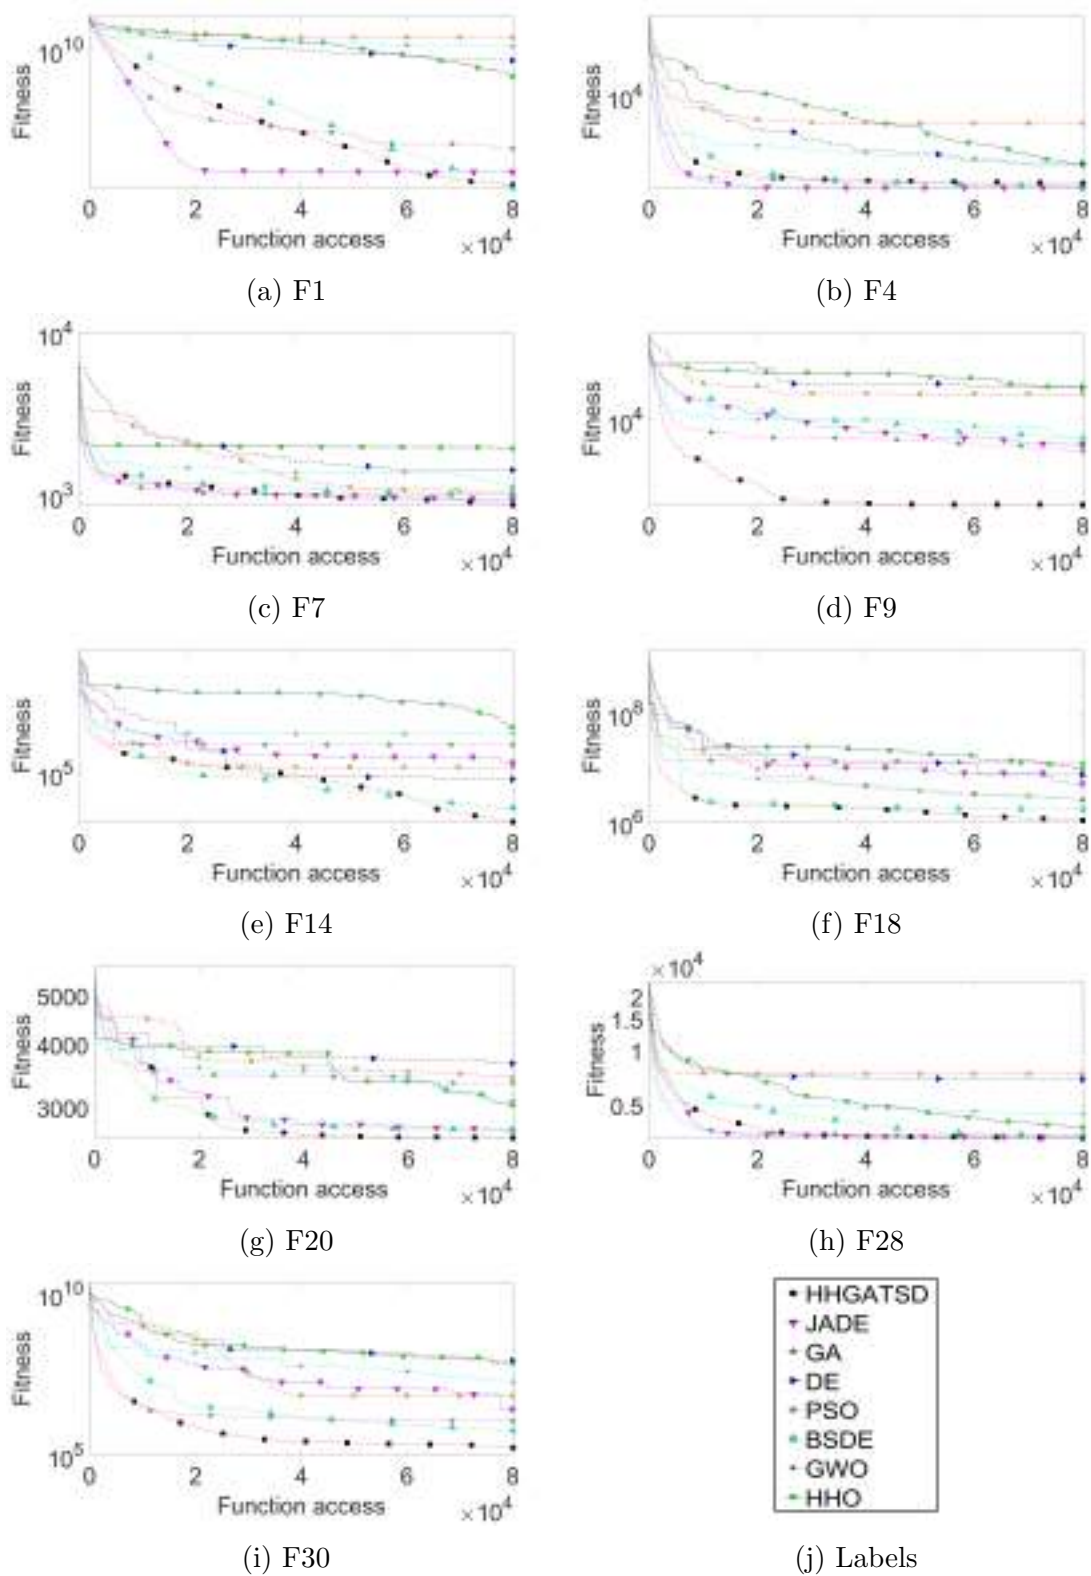 Fitness
10^10
0 2 4 6 8
Function access
×10^4
(a) F1
Fitness
10^4
0 2 4 6 8
Function access
×10^4
(b) F4
Fitness
10^4
10^3
0 2 4 6 8
Function access
×10^4
(c) F7
Fitness
10^4
0 2 4 6 8
Function access
×10^4
(d) F9
Fitness
10^5
0 2 4 6 8
Function access
×10^4
(e) F14
Fitness
10^8
10^6
0 2 4 6 8
Function access
×10^4
(f) F18
Fitness
5000
4000
3000
0 2 4 6 8
Function access
×10^4
(g) F20
×10^4
Fitness
2
1.5
1
0.5
0 2 4 6 8
Function access
×10^4
(h) F28
Fitness
10^10
10^5
0 2 4 6 8
Function access
×10^4
(i) F30
HHGATSD
JADE
GA
DE
PSO
BSDE
GWO
HHO
(j) Labels